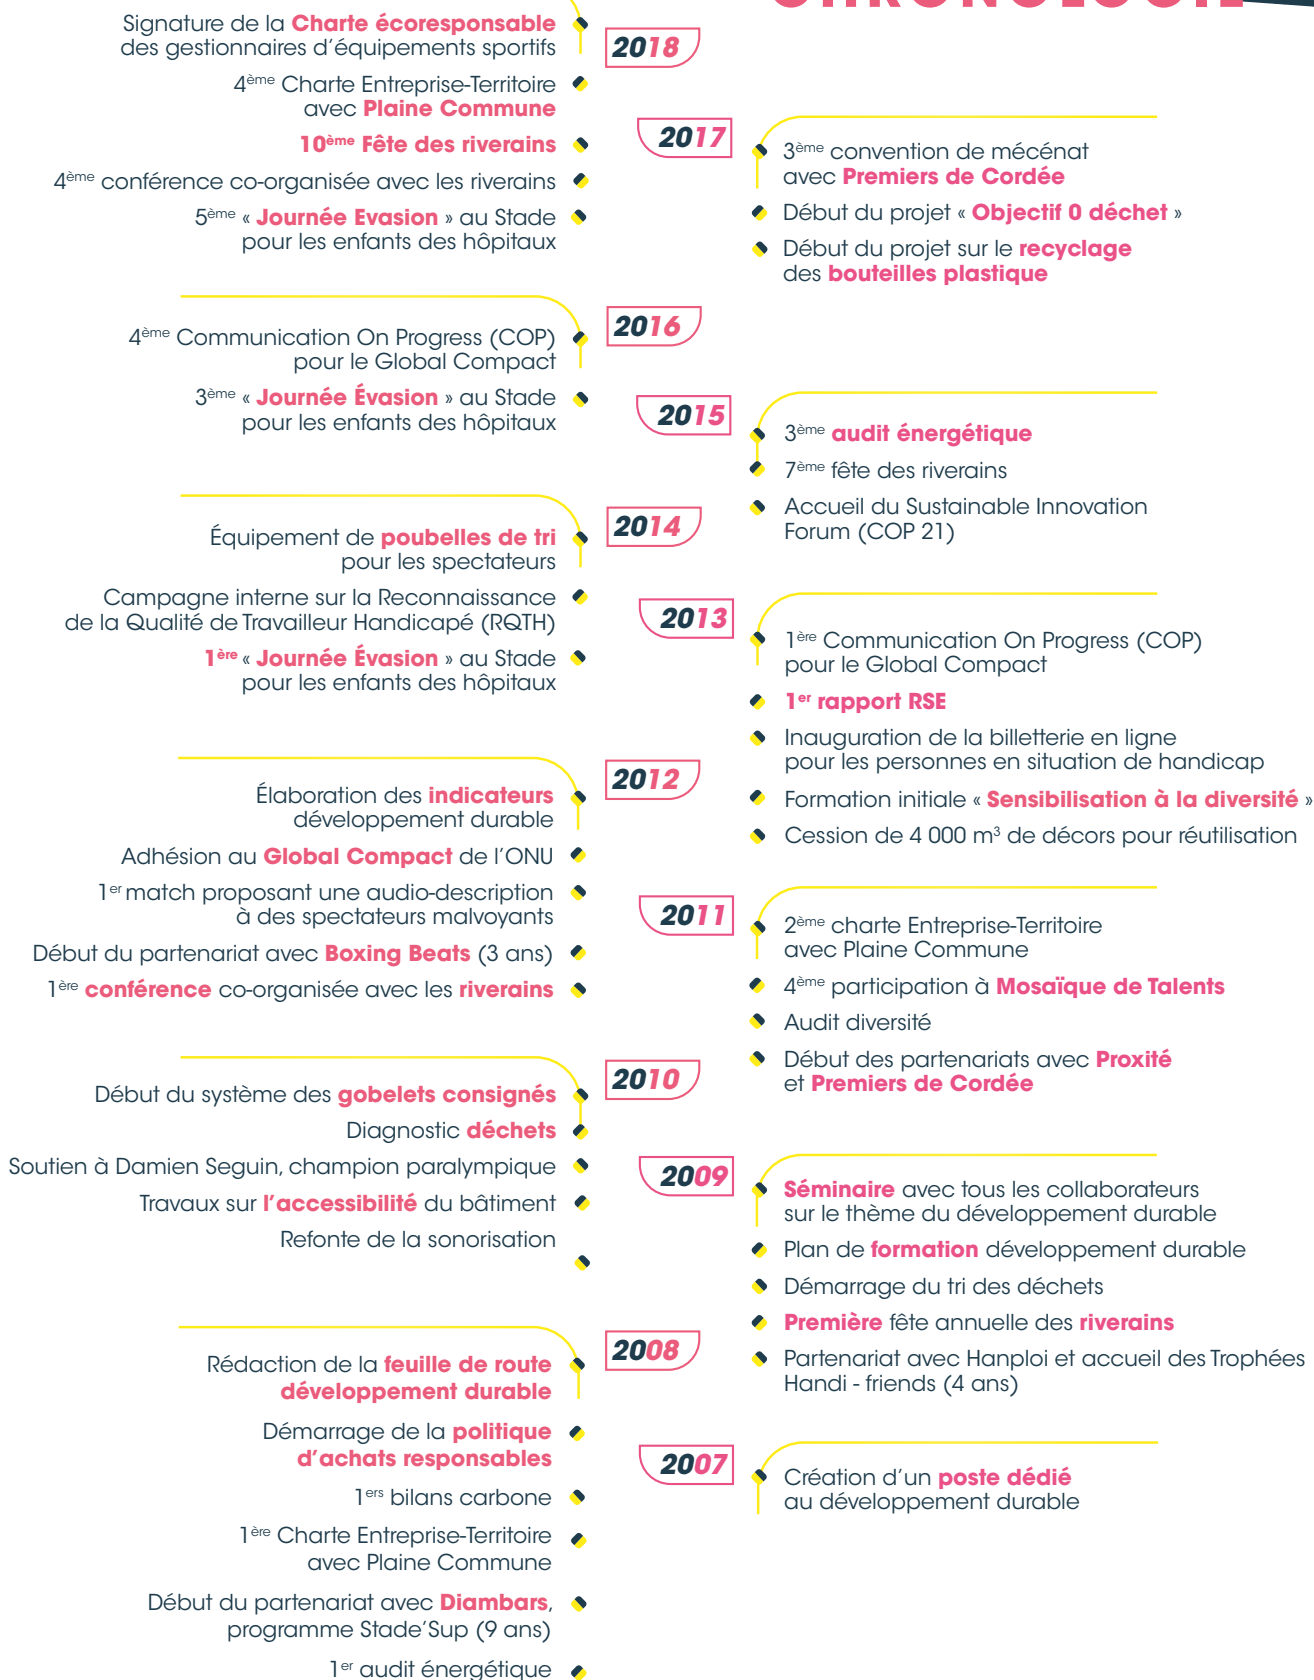 CHRONOLOGIE
2018
Signature de la Charte écoresponsable
des gestionnaires d’équipements sportifs
4ème Charte Entreprise-Territoire
avec Plaine Commune
10ème Fête des riverains
4ème conférence co-organisée avec les riverains
5ème « Journée Evasion » au Stade
pour les enfants des hôpitaux
2017
3ème convention de mécénat
avec Premiers de Cordée
Début du projet « Objectif 0 déchet »
Début du projet sur le recyclage
des bouteilles plastique
2016
4ème Communication On Progress (COP)
pour le Global Compact
3ème « Journée Évasion » au Stade
pour les enfants des hôpitaux
2015
3ème audit énergétique
7ème fête des riverains
Accueil du Sustainable Innovation
Forum (COP 21)
2014
Équipement de poubelles de tri
pour les spectateurs
Campagne interne sur la Reconnaissance
de la Qualité de Travailleur Handicapé (RQTH)
1ère « Journée Évasion » au Stade
pour les enfants des hôpitaux
2013
1ère Communication On Progress (COP)
pour le Global Compact
1er rapport RSE
Inauguration de la billetterie en ligne
pour les personnes en situation de handicap
Formation initiale « Sensibilisation à la diversité »
Cession de 4 000 m³ de décors pour réutilisation
2012
Élaboration des indicateurs
développement durable
Adhésion au Global Compact de l’ONU
1er match proposant une audio-description
à des spectateurs malvoyants
Début du partenariat avec Boxing Beats (3 ans)
1ère conférence co-organisée avec les riverains
2011
2ème charte Entreprise-Territoire
avec Plaine Commune
4ème participation à Mosaïque de Talents
Audit diversité
Début des partenariats avec Proxité
et Premiers de Cordée
2010
Début du système des gobelets consignés
Diagnostic déchets
Soutien à Damien Seguin, champion paralympique
Travaux sur l’accessibilité du bâtiment
Refonte de la sonorisation
2009
Séminaire avec tous les collaborateurs
sur le thème du développement durable
Plan de formation développement durable
Démarrage du tri des déchets
Première fête annuelle des riverains
Partenariat avec Hanploi et accueil des Trophées
Handi - friends (4 ans)
2008
Rédaction de la feuille de route
développement durable
Démarrage de la politique
d’achats responsables
1ers bilans carbone
1ère Charte Entreprise-Territoire
avec Plaine Commune
Début du partenariat avec Diambars,
programme Stade’Sup (9 ans)
1er audit énergétique
2007
Création d’un poste dédié
au développement durable